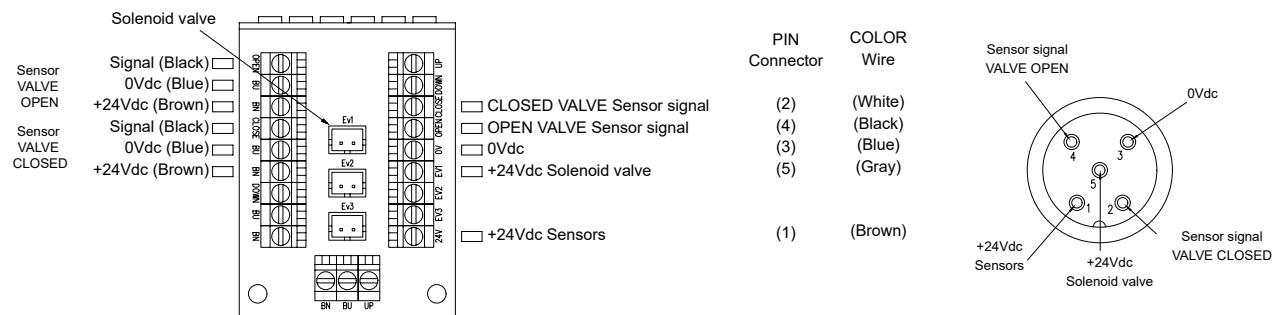 Solenoid valve
Sensor
VALVE
OPEN
Signal (Black)
0Vdc (Blue)
+24Vdc (Brown)
Sensor
VALVE
CLOSED
Signal (Black)
0Vdc (Blue)
+24Vdc (Brown)
OPEN
BU
BN
CLOSE
BU
BN
DOWN
BU
BN
Ev1
Ev2
Ev3
BN BU UP
UP
DOWN
CLOSE
OPEN
0V
EV1
EV2
EV3
24V
PIN COLOR
Connector Wire
CLOSED VALVE Sensor signal (2) (White)
OPEN VALVE Sensor signal (4) (Black)
0Vdc (3) (Blue)
+24Vdc Solenoid valve (5) (Gray)
+24Vdc Sensors (1) (Brown)
Sensor signal
VALVE OPEN
0Vdc
4 3
5
1 2
+24Vdc
Sensors
+24Vdc
Solenoid valve
Sensor signal
VALVE CLOSED